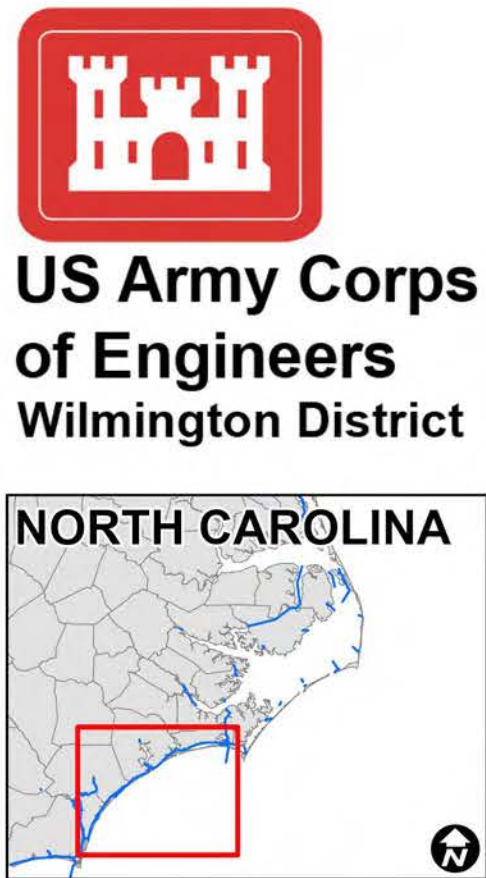 US Army Corps
of Engineers
Wilmington District
NORTH CAROLINA
N